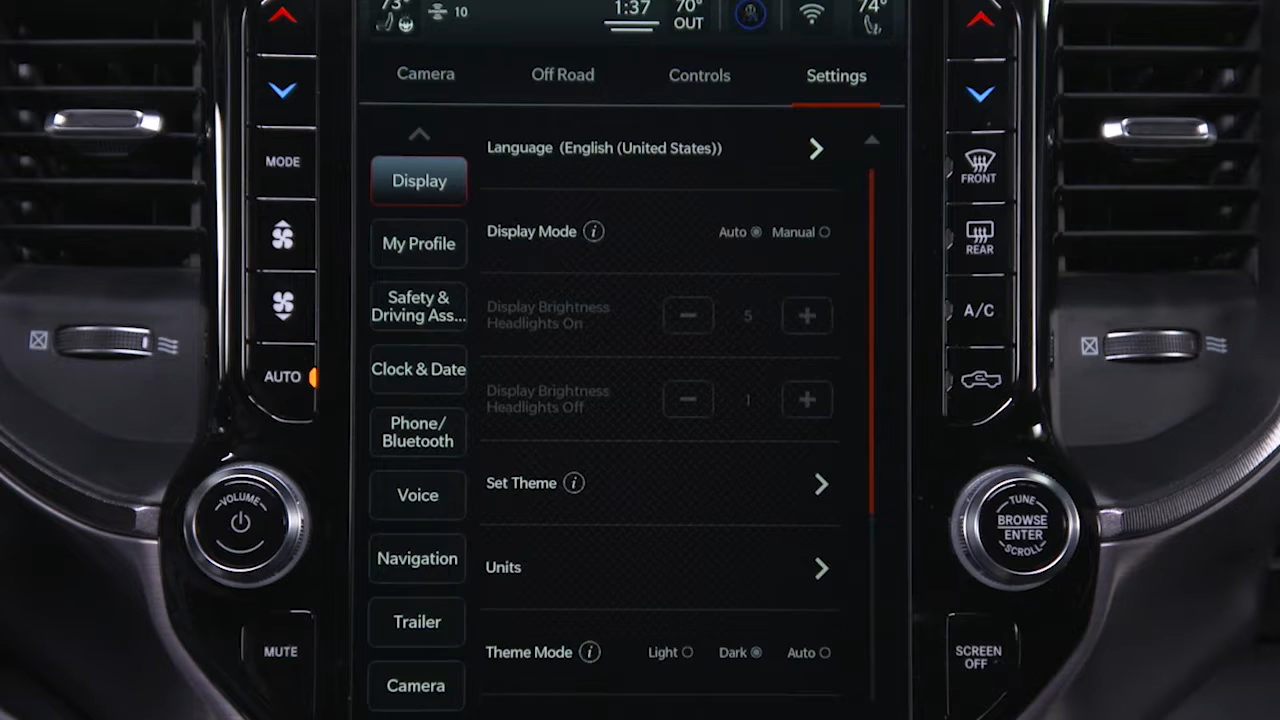 73° 10 1:37 70° 74°
OUT
Camera Off Road Controls Settings
Language (English (United States))
Display
Display Mode i Auto Manual
My Profile
Safety &
Driving Ass...
Display Brightness
Headlights On
5
Clock & Date
Display Brightness
Headlights Off
1
Phone/
Bluetooth
Set Theme i
Voice
Navigation
Units
Trailer
Theme Mode i Light Dark Auto
Camera
MODE
AUTO
VOLUME
MUTE
FRONT
REAR
A/C
TUNE
BROWSE
ENTER
SCROLL
SCREEN
OFF